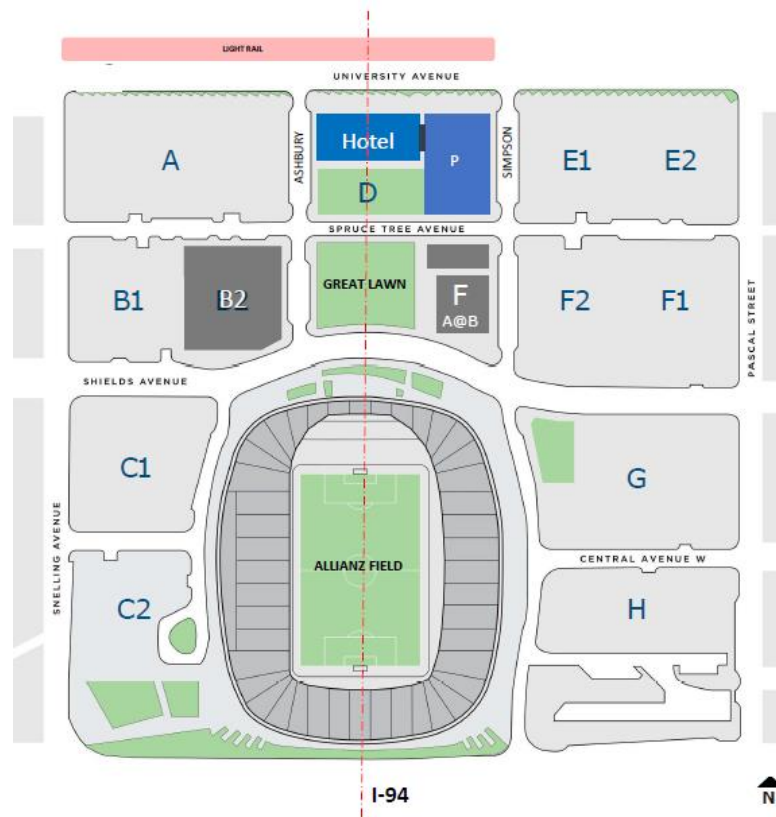 LIGHT RAIL
UNIVERSITY AVENUE
ASHBURY
SIMPSON
A
Hotel
P
D
E1
E2
SPRUCE TREE AVENUE
B1
B2
GREAT LAWN
F
A@B
F2
F1
PASCAL STREET
SHIELDS AVENUE
C1
G
SNELLING AVENUE
ALLIANZ FIELD
CENTRAL AVENUE W
C2
H
I-94
N